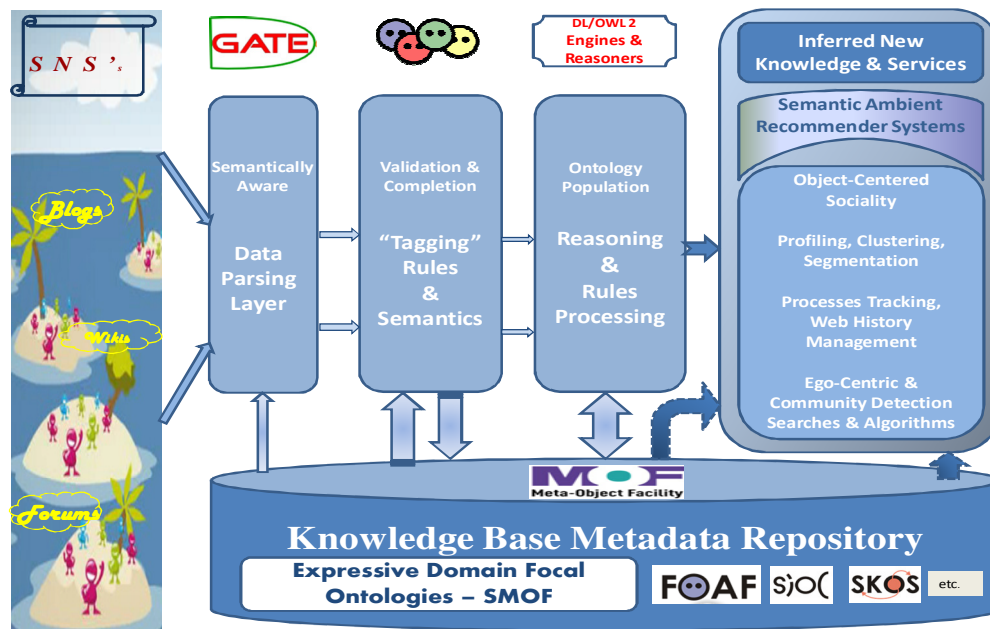 S N S's
Blogs
Wikis
Forums
GATE
DL/OWL 2
Engines &
Reasoners
Semantically
Aware
Data
Parsing
Layer
Validation &
Completion
“Tagging”
Rules
&
Semantics
Ontology
Population
Reasoning
&
Rules
Processing
Inferred New
Knowledge & Services
Semantic Ambient
Recommender Systems
Object-Centered
Sociality
Profiling, Clustering,
Segmentation
Processes Tracking,
Web History
Management
Ego-Centric &
Community Detection
Searches & Algorithms
MOF
Meta-Object Facility
Knowledge Base Metadata Repository
Expressive Domain Focal
Ontologies – SMOF
FOAF
SIOC
SKOS
etc.